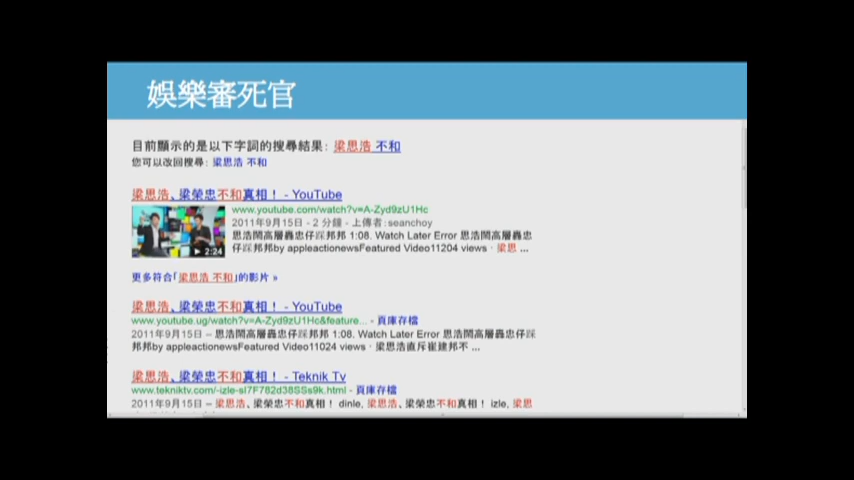 娛樂審死官
目前顯示的是以下字詞的搜尋結果: 梁思浩 不和
您可以改回搜尋: 梁思浩 不和
梁思浩、梁榮忠不和真相! - YouTube
www.youtube.com/watch?v=A-Zyd9zU1Hc
2011年9月15日 - 2 分鐘 - 上傳者:seanchoy
思浩鬧高層轟忠仔踩邦邦 1:08. Watch Later Error 思浩鬧高層轟忠
仔踩邦邦by appleactionewsFeatured Video11204 views · 梁思 ...
2:24
更多符合「梁思浩 不和」的影片 »
梁思浩、梁榮忠不和真相! - YouTube
www.youtube.ug/watch?v=A-Zyd9zU1Hc&feature... - 頁庫存檔
2011年9月15日 – 思浩鬧高層轟忠仔踩邦邦 1:08. Watch Later Error 思浩鬧高層轟忠仔踩
邦邦by appleactionewsFeatured Video11024 views · 梁思浩直斥崔建邦不 ...
梁思浩、梁榮忠不和真相! - Teknik Tv
www.tekniktv.com/-izle-sI7F782d38SSs9k.html - 頁庫存檔
2011年9月15日 – 梁思浩、梁榮忠不和真相! dinle, 梁思浩、梁榮忠不和真相! izle, 梁思